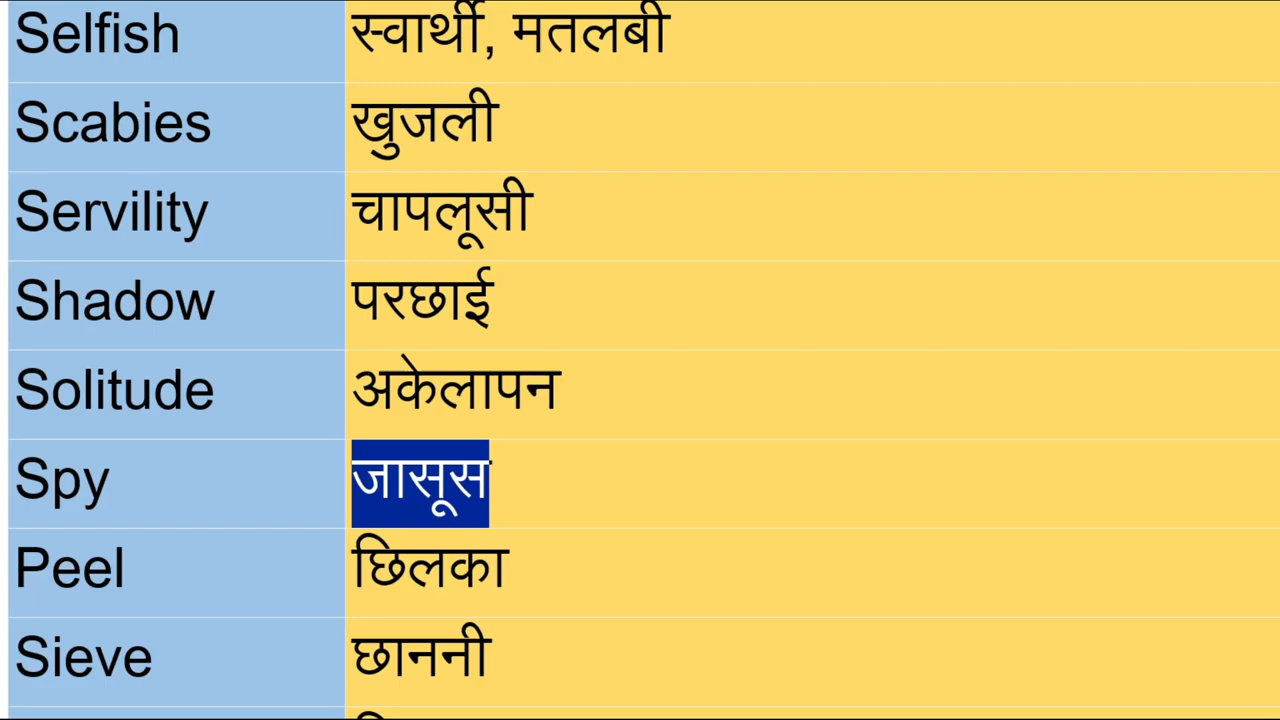 Selfish स्वार्थी, मतलबी
Scabies खुजली
Servility चापलूसी
Shadow परछाई
Solitude अकेलापन
Spy जासूस
Peel छिलका
Sieve छाननी